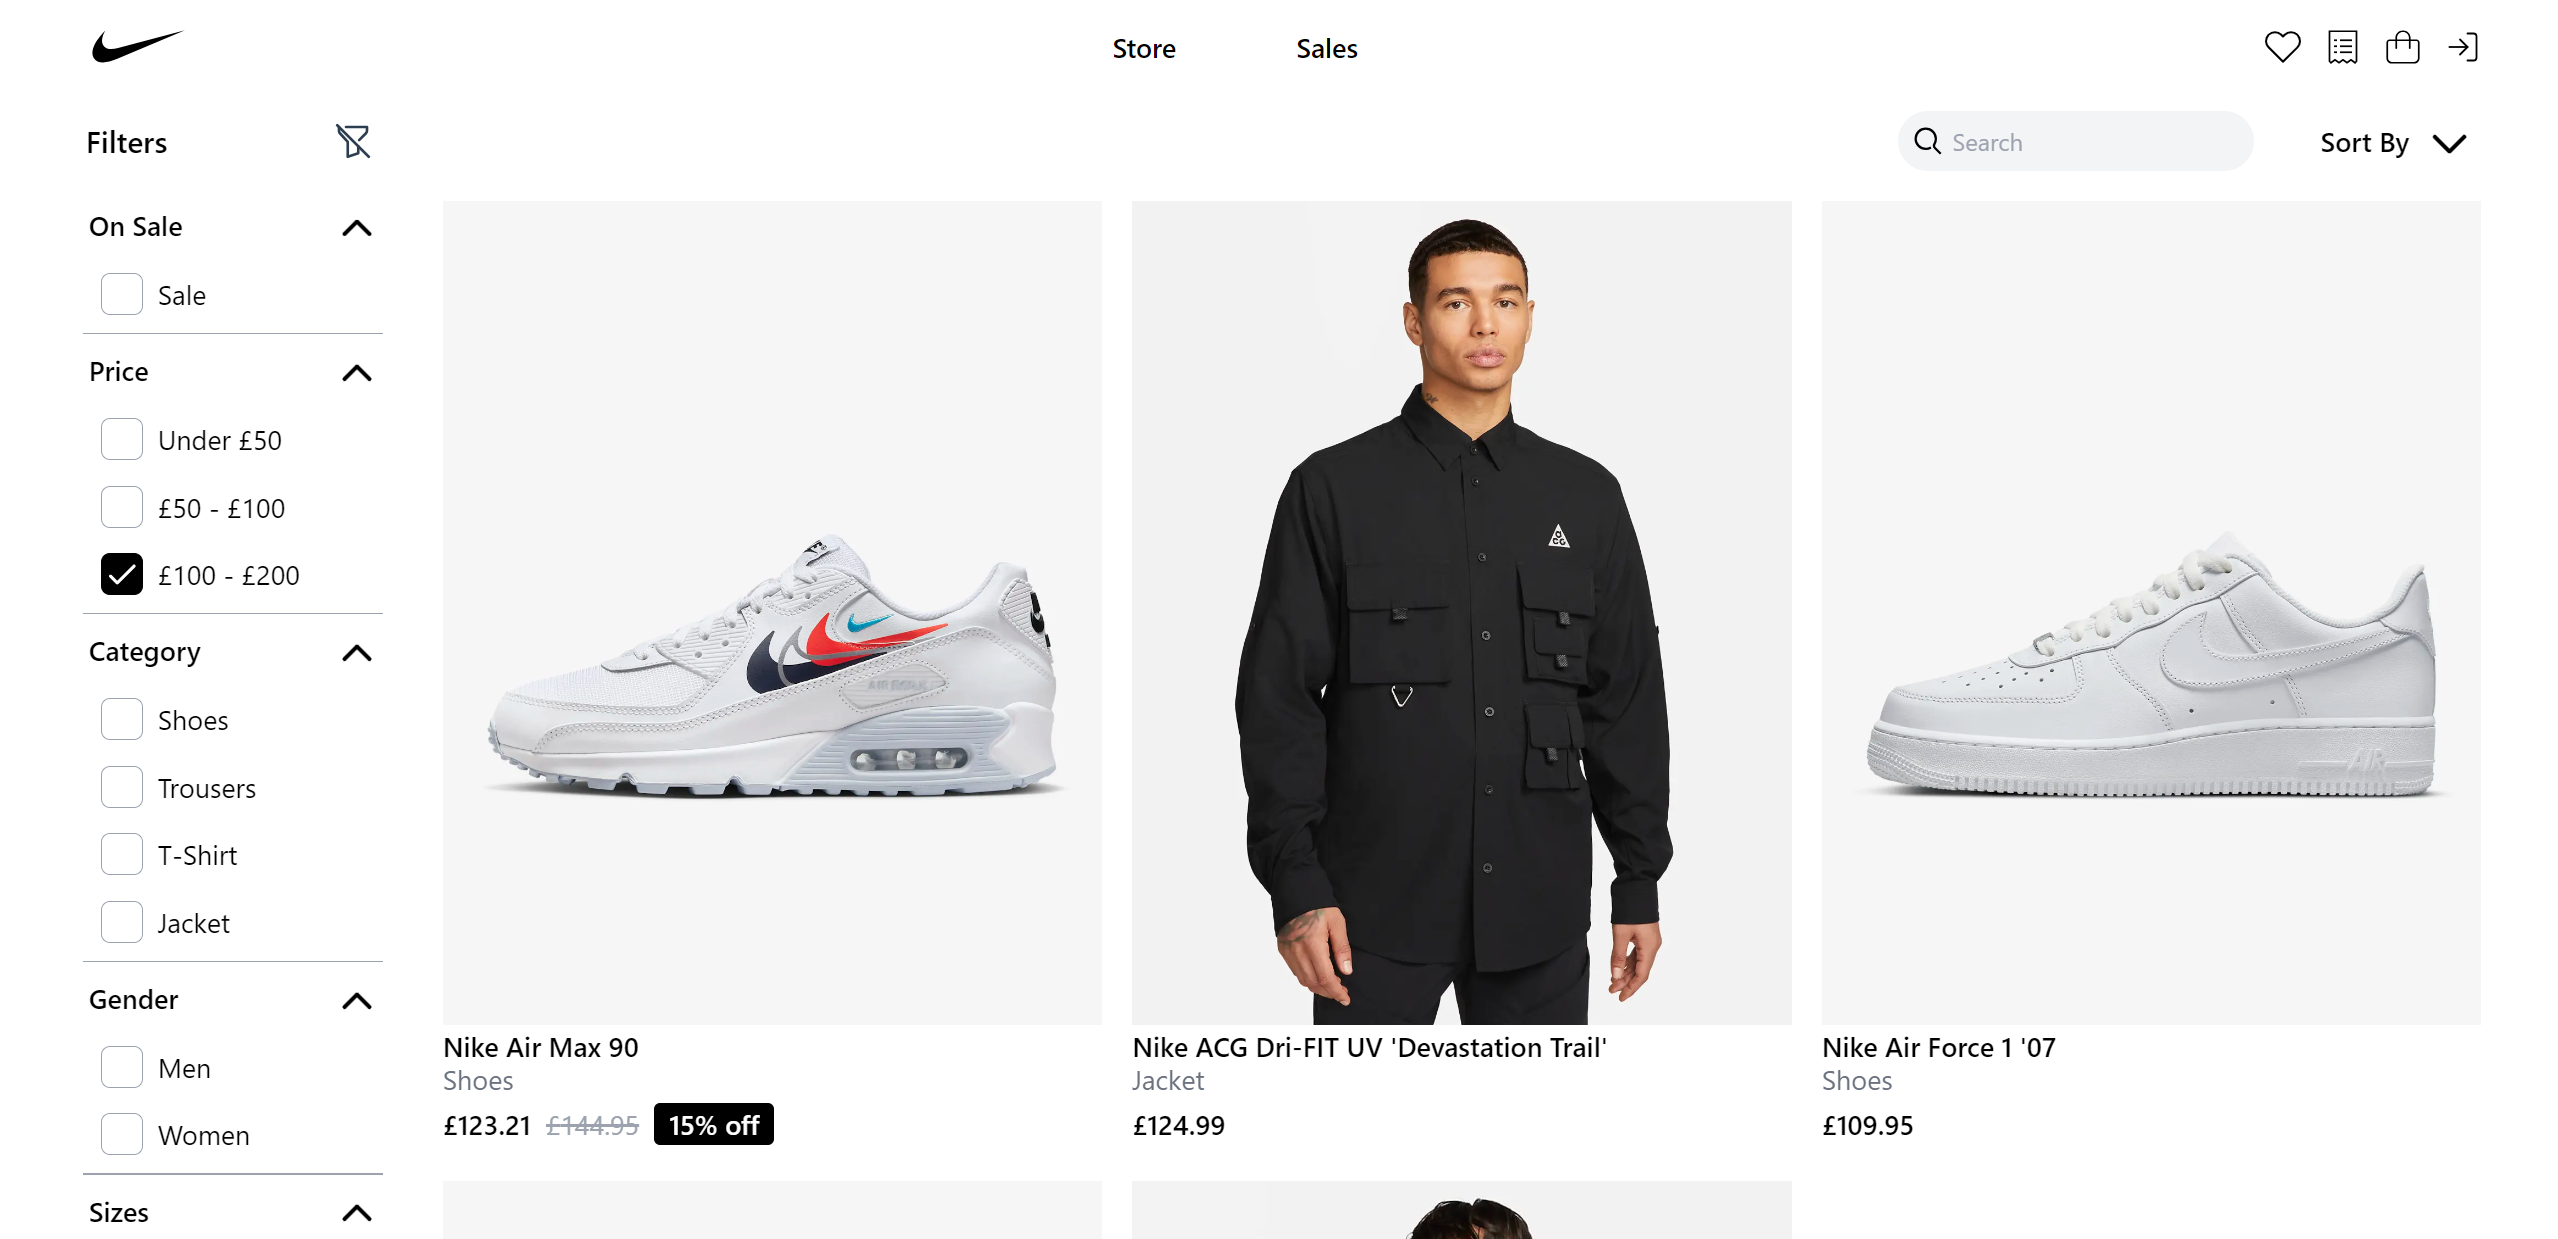 Store
Sales
Filters
Search
Sort By
On Sale
Sale
Price
Under £50
£50 - £100
£100 - £200
Category
Shoes
Trousers
T-Shirt
Jacket
Gender
Men
Women
Sizes
ACG
AIR
Nike Air Max 90
Shoes
£123.21 £144.95 15% off
Nike ACG Dri-FIT UV 'Devastation Trail'
Jacket
£124.99
Nike Air Force 1 '07
Shoes
£109.95